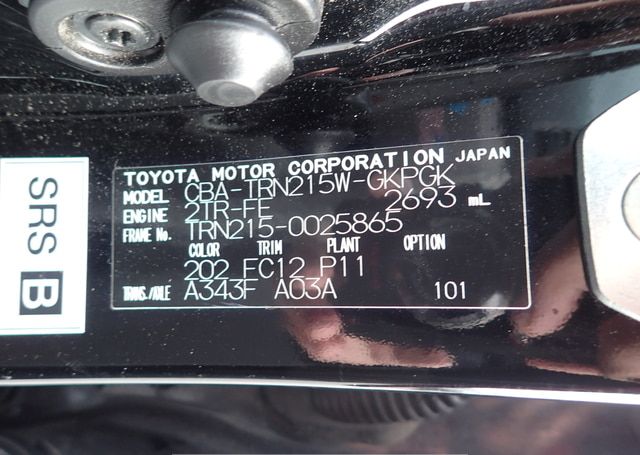 TOYOTA MOTOR CORPORATION JAPAN
MODEL CBA-TRN215W-GKPGK
ENGINE 2TR-FE 2693 mL
FRAME No. TRN215-0025865
COLOR TRIM PLANT OPTION
202 FC12 P11
TRANS./AXLE A343F A03A 101
SRS B